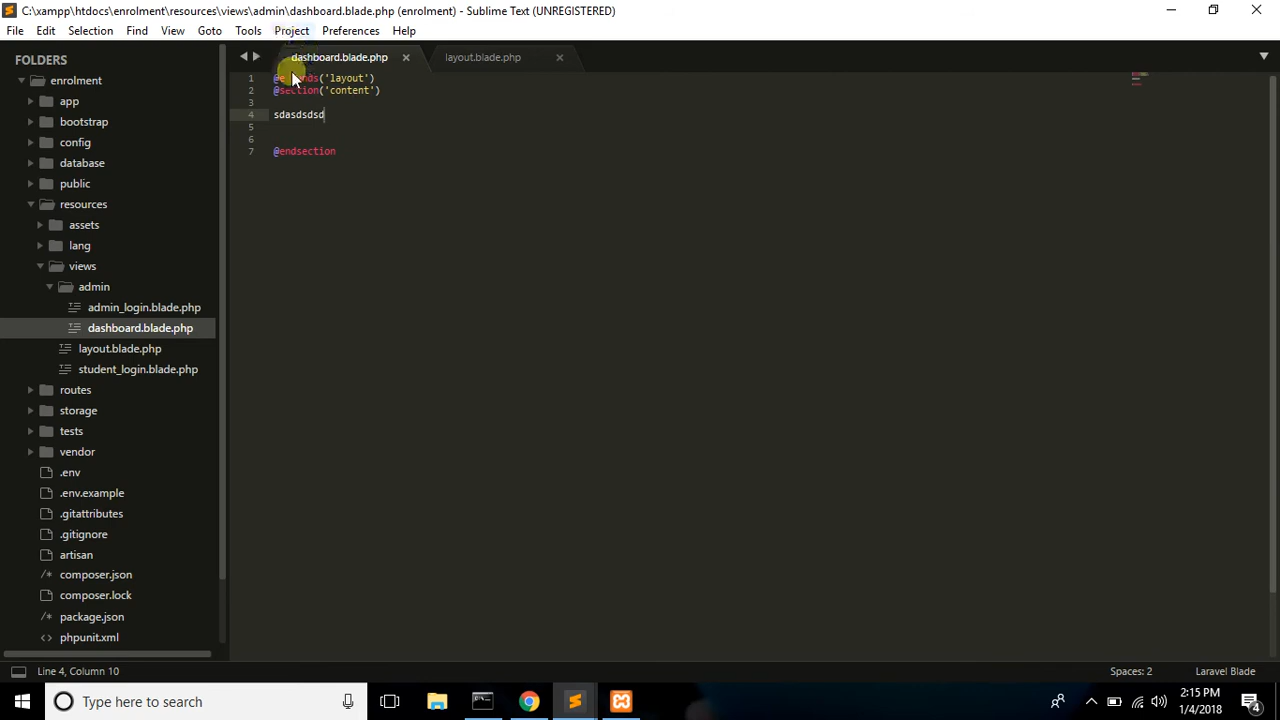 C:\xampp\htdocs\enrolment\resources\views\admin\dashboard.blade.php (enrolment) - Sublime Text (UNREGISTERED)
File Edit Selection Find View Goto Tools Project Preferences Help
FOLDERS
enrolment
app
bootstrap
config
database
public
resources
assets
lang
views
admin
admin_login.blade.php
dashboard.blade.php
layout.blade.php
student_login.blade.php
routes
storage
tests
vendor
.env
.env.example
.gitattributes
.gitignore
artisan
composer.json
composer.lock
package.json
phpunit.xml
dashboard.blade.php layout.blade.php
1 ('layout')
2 @section('content')
3
4 sdasdsdsd
5
6
7 @endsection
Line 4, Column 10 Spaces: 2 Laravel Blade
Type here to search
2:15 PM
1/4/2018
4